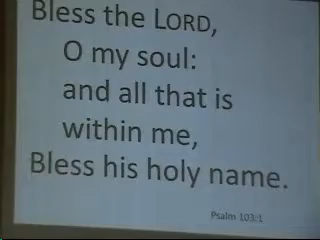 Bless the LORD,
O my soul:
and all that is
within me,
Bless his holy name.
Psalm 103:1